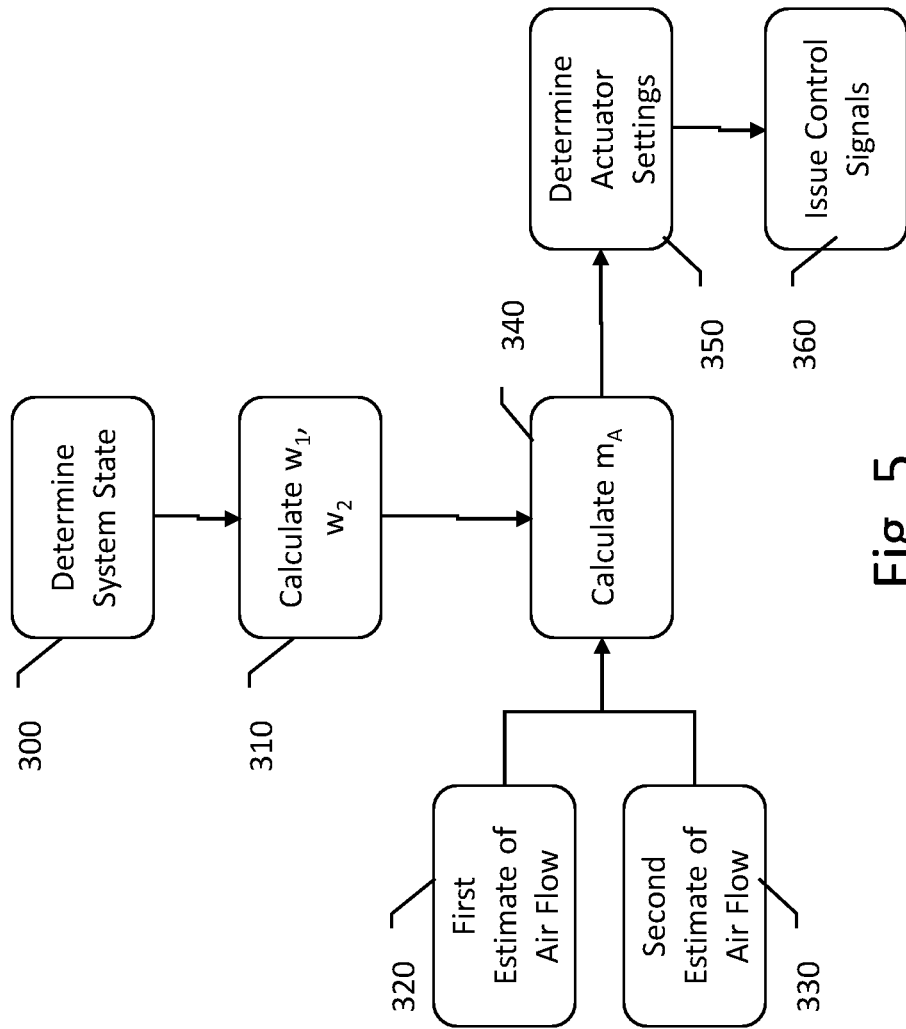 300
Determine
System State
310
Calculate w₁,
w₂
320
First
Estimate of
Air Flow
330
Second
Estimate of
Air Flow
340
Calculate m_A
350
Determine
Actuator
Settings
360
Issue Control
Signals
Fig. 5